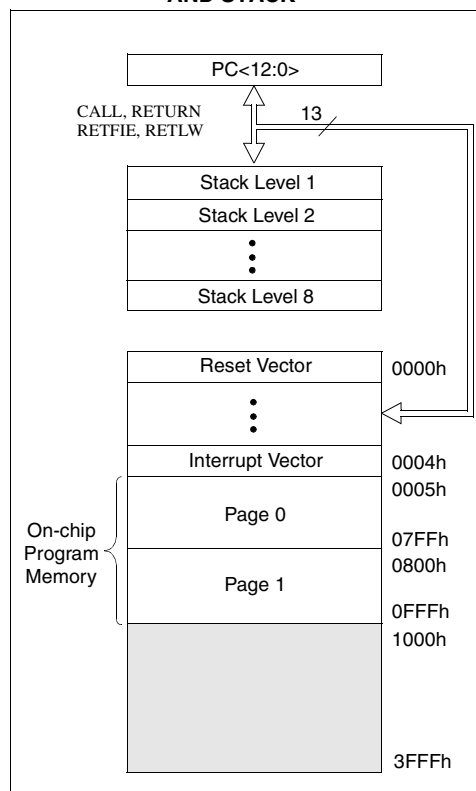 AND STACK
PC<12:0>
CALL, RETURN
RETFIE, RETLW
13
Stack Level 1
Stack Level 2
Stack Level 8
Reset Vector
0000h
Interrupt Vector
0004h
0005h
On-chip
Program
Memory
Page 0
07FFh
0800h
Page 1
0FFFh
1000h
3FFFh